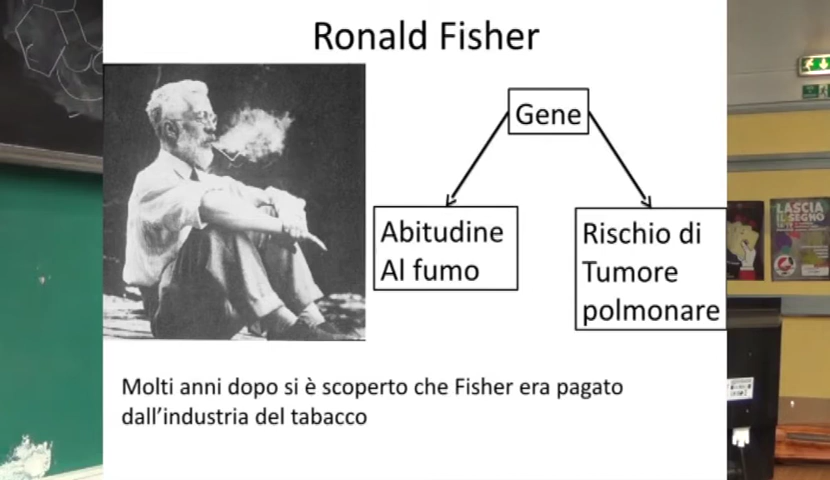 Ronald Fisher
Gene
Abitudine
Al fumo
Rischio di
Tumore
polmonare
Molti anni dopo si è scoperto che Fisher era pagato
dall'industria del tabacco
LASCIA
IL SEGNO